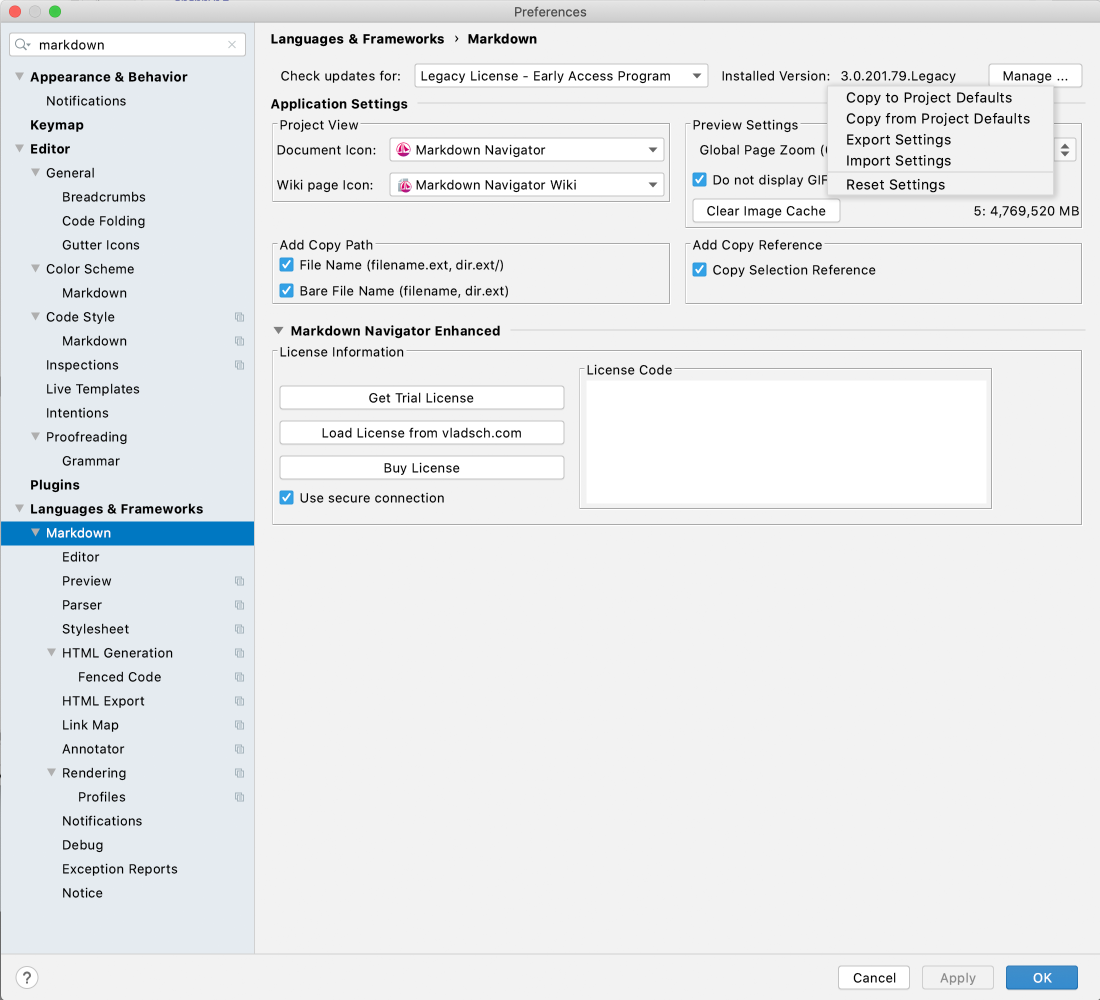 Preferences
markdown
Appearance & Behavior
Notifications
Keymap
Editor
General
Breadcrumbs
Code Folding
Gutter Icons
Color Scheme
Markdown
Code Style
Markdown
Inspections
Live Templates
Intentions
Proofreading
Grammar
Plugins
Languages & Frameworks
Markdown
Editor
Preview
Parser
Stylesheet
HTML Generation
Fenced Code
HTML Export
Link Map
Annotator
Rendering
Profiles
Notifications
Debug
Exception Reports
Notice
Languages & Frameworks › Markdown
Check updates for: Legacy License - Early Access Program Installed Version: 3.0.201.79.Legacy Manage ...
Copy to Project Defaults
Copy from Project Defaults
Export Settings
Import Settings
Reset Settings
Application Settings
Project View
Document Icon: Markdown Navigator
Wiki page Icon: Markdown Navigator Wiki
Preview Settings
Global Page Zoom (
Do not display GIF
Clear Image Cache 5: 4,769,520 MB
Add Copy Path
File Name (filename.ext, dir.ext/)
Bare File Name (filename, dir.ext)
Add Copy Reference
Copy Selection Reference
Markdown Navigator Enhanced
License Information
Get Trial License
Load License from vladsch.com
Buy License
Use secure connection
License Code
? Cancel Apply OK